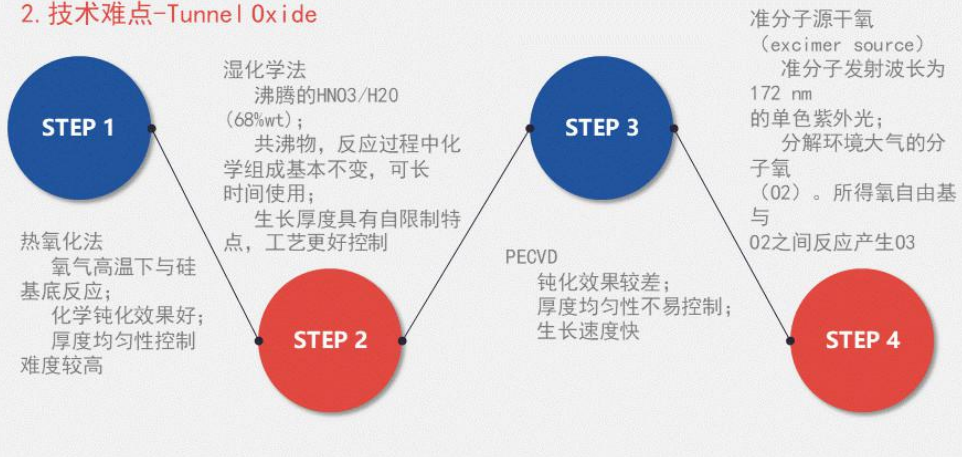 2.技术难点-Tunnel Oxide
STEP 1
热氧化法
氧气高温下与硅
基底反应;
化学钝化效果好;
厚度均匀性控制
难度较高
湿化学法
沸腾的HNO3/H2O
(68%wt);
共沸物，反应过程中化
学组成基本不变，可长
时间使用;
生长厚度具有自限制特
点，工艺更好控制
STEP 2
STEP 3
PECVD
钝化效果较差;
厚度均匀性不易控制;
生长速度快
准分子源干氧
（excimer source）
准分子发射波长为
172 nm
的单色紫外光;
分解环境大气的分
子氧
（O2）。所得氧自由基
与
O2之间反应产生O3
STEP 4